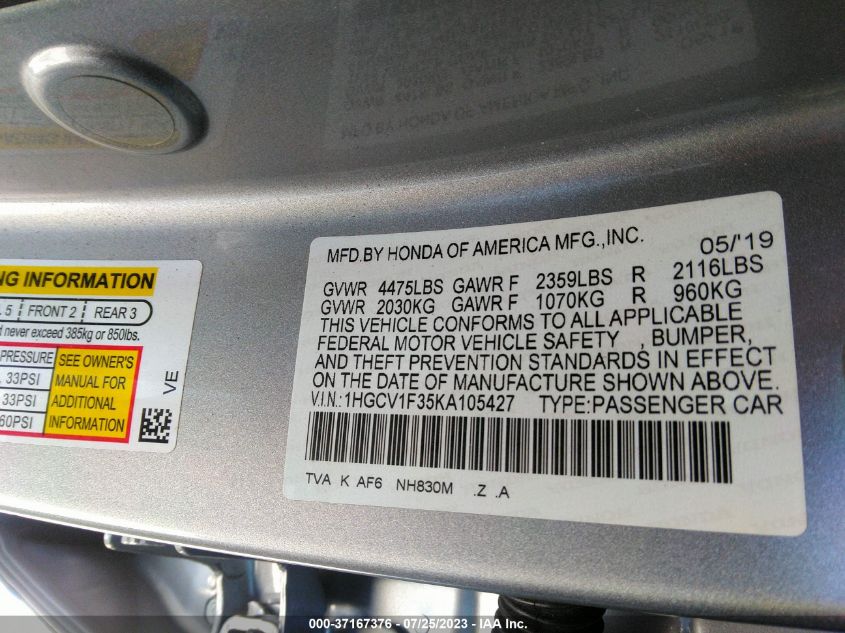 MFD.BY HONDA OF AMERICA MFG.,INC. 05/'19
GVWR 4475LBS GAWR F 2359LBS R 2116LBS
GVWR 2030KG GAWR F 1070KG R 960KG
THIS VEHICLE CONFORMS TO ALL APPLICABLE
FEDERAL MOTOR VEHICLE SAFETY , BUMPER,
AND THEFT PREVENTION STANDARDS IN EFFECT
ON THE DATE OF MANUFACTURE SHOWN ABOVE.
V.I.N.: 1HGCV1F35KA105427 TYPE:PASSENGER CAR
TVA K AF6 NH830M .Z .A
INFORMATION
5 FRONT 2 REAR 3
never exceed 385kg or 850lbs.
PRESSURE SEE OWNER'S
33PSI MANUAL FOR
33PSI ADDITIONAL
60PSI INFORMATION
VE
000-37167376 - 07/25/2023 - © IAA Inc.